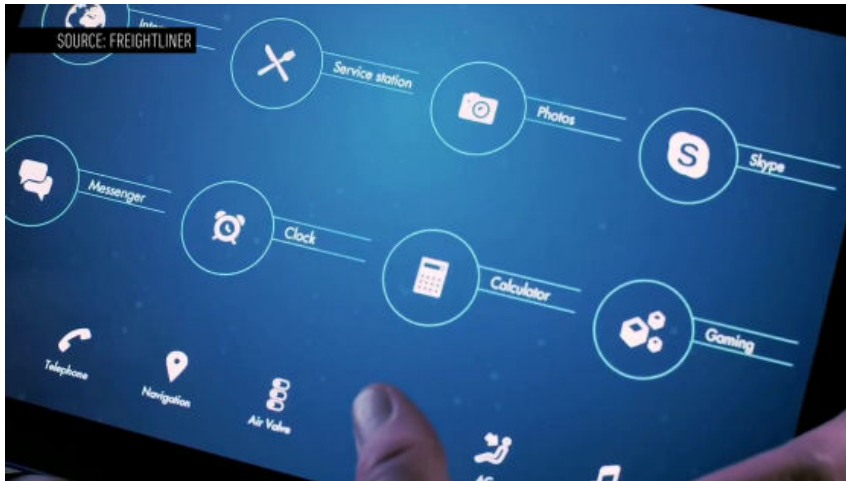 SOURCE: FREIGHTLINER
Service station
Photos
Skype
Messenger
Clock
Calculator
Gaming
Telephone
Navigation
Air Valve